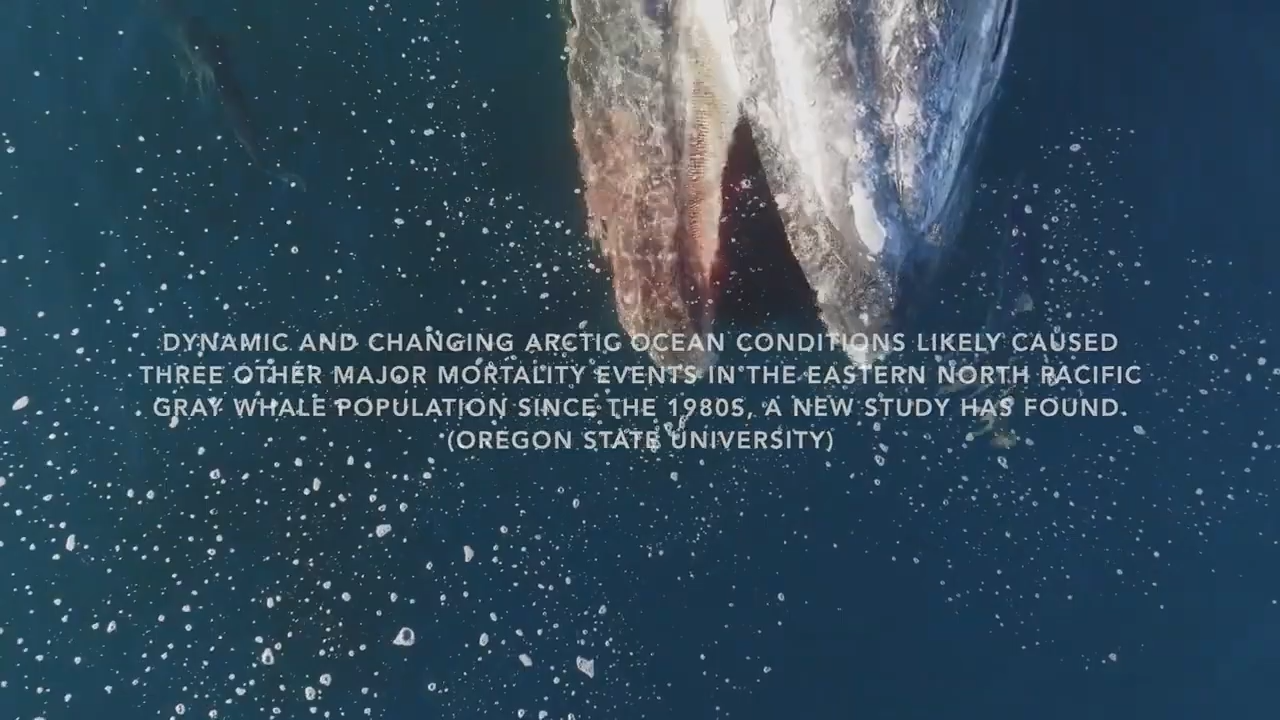 DYNAMIC AND CHANGING ARCTIC OCEAN CONDITIONS LIKELY CAUSED
THREE OTHER MAJOR MORTALITY EVENTS IN THE EASTERN NORTH PACIFIC
GRAY WHALE POPULATION SINCE THE 1980S, A NEW STUDY HAS FOUND.
(OREGON STATE UNIVERSITY)